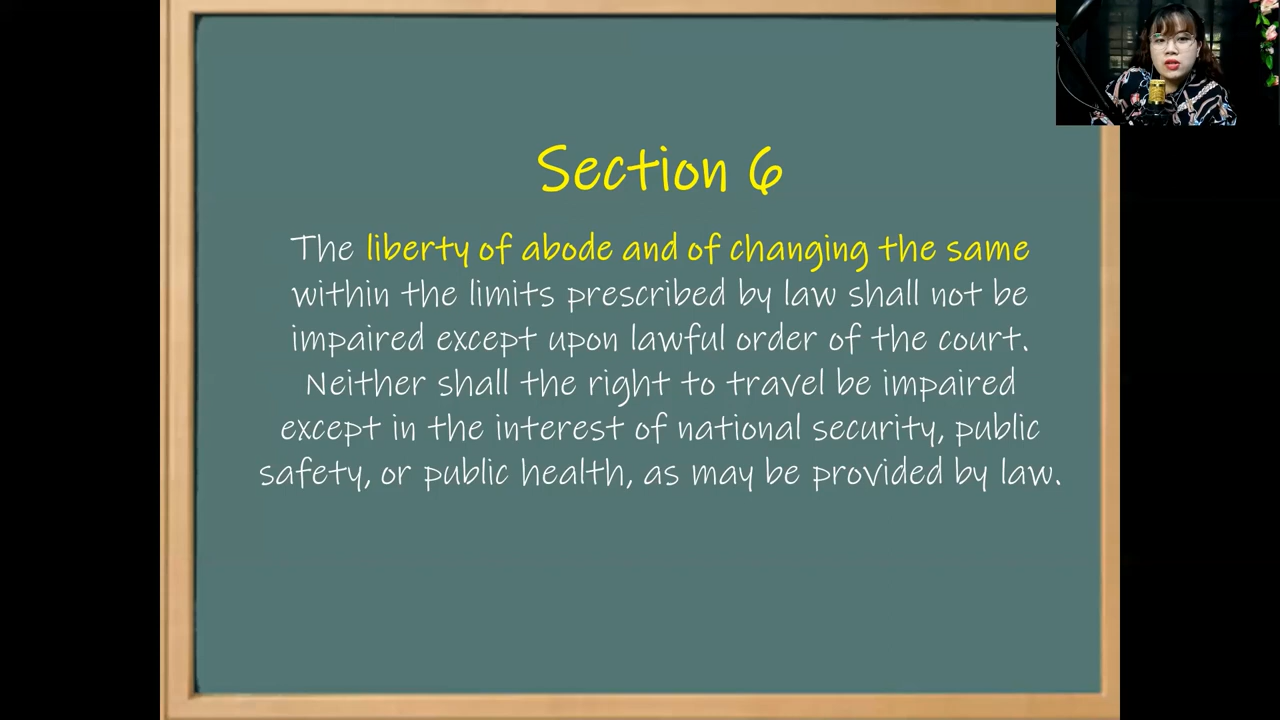 Section 6
The liberty of abode and of changing the same
within the limits prescribed by law shall not be
impaired except upon lawful order of the court.
Neither shall the right to travel be impaired
except in the interest of national security, public
safety, or public health, as may be provided by law.